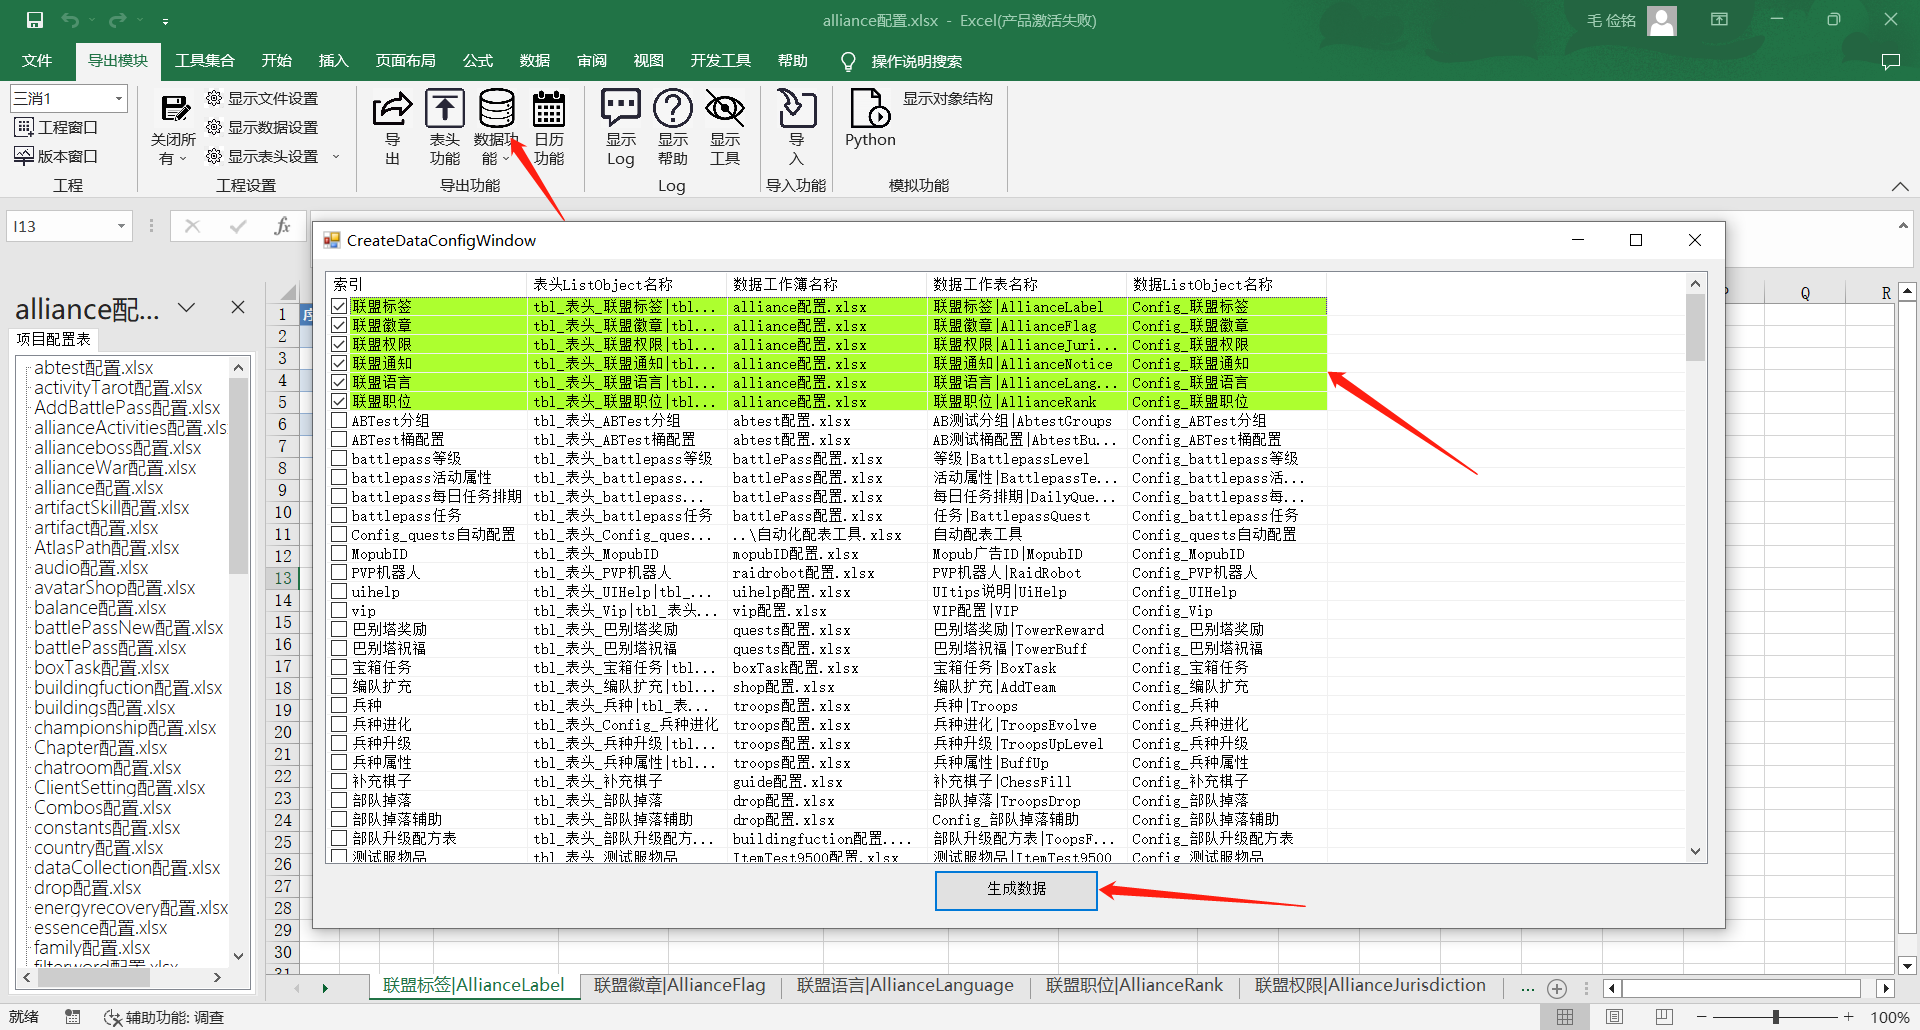 alliance配置.xlsx - Excel(产品激活失败)
毛 俭铭
文件
导出模块
工具集合
开始
插入
页面布局
公式
数据
审阅
视图
开发工具
帮助
操作说明搜索
三消1
工程窗口
版本窗口
工程
关闭所有
显示文件设置
显示数据设置
显示表头设置
工程设置
导出
表头功能
数据功能
日历功能
导出功能
显示Log
显示帮助
显示工具
Log
导入
导入功能
Python
显示对象结构
模拟功能
I13
fx
alliance配...
项目配置表
abtest配置.xlsx
activityTarot配置.xlsx
AddBattlePass配置.xlsx
allianceActivities配置.xls
allianceboss配置.xlsx
allianceWar配置.xlsx
alliance配置.xlsx
artifactSkill配置.xlsx
artifact配置.xlsx
AtlasPath配置.xlsx
audio配置.xlsx
avatarShop配置.xlsx
balance配置.xlsx
battlePassNew配置.xlsx
battlePass配置.xlsx
boxTask配置.xlsx
buildingfuction配置.xlsx
buildings配置.xlsx
championship配置.xlsx
Chapter配置.xlsx
chatroom配置.xlsx
ClientSetting配置.xlsx
Combos配置.xlsx
constants配置.xlsx
country配置.xlsx
dataCollection配置.xlsx
drop配置.xlsx
energyrecovery配置.xlsx
essence配置.xlsx
family配置.xlsx
filterword配置.xlsx
Q R
1
2
3
4
5
6
7
8
9
10
11
12
13
14
15
16
17
18
19
20
21
22
23
24
25
26
27
28
29
30
31
CreateDataConfigWindow
索引 表头ListObject名称 数据工作簿名称 数据工作表名称 数据ListObject名称
联盟标签 tbl_表头_联盟标签|tbl... alliance配置.xlsx 联盟标签|AllianceLabel Config_联盟标签
联盟徽章 tbl_表头_联盟徽章|tbl... alliance配置.xlsx 联盟徽章|AllianceFlag Config_联盟徽章
联盟权限 tbl_表头_联盟权限|tbl... alliance配置.xlsx 联盟权限|AllianceJuri... Config_联盟权限
联盟通知 tbl_表头_联盟通知|tbl... alliance配置.xlsx 联盟通知|AllianceNotice Config_联盟通知
联盟语言 tbl_表头_联盟语言|tbl... alliance配置.xlsx 联盟语言|AllianceLang... Config_联盟语言
联盟职位 tbl_表头_联盟职位|tbl... alliance配置.xlsx 联盟职位|AllianceRank Config_联盟职位
ABTest分组 tbl_表头_ABTest分组 abtest配置.xlsx AB测试分组|AbtestGroups Config_ABTest分组
ABTest桶配置 tbl_表头_ABTest桶配置 abtest配置.xlsx AB测试桶配置|AbtestBu... Config_ABTest桶配置
battlepass等级 tbl_表头_battlepass等级 battlePass配置.xlsx 等级|BattlepassLevel Config_battlepass等级
battlepass活动属性 tbl_表头_battlepass... battlePass配置.xlsx 活动属性|BattlepassTe... Config_battlepass活...
battlepass每日任务排期 tbl_表头_battlepass... battlePass配置.xlsx 每日任务排期|DailyQue... Config_battlepass每...
battlepass任务 tbl_表头_battlepass任务 battlePass配置.xlsx 任务|BattlepassQuest Config_battlepass任务
Config_quests自动配置 tbl_表头_Config_ques... ..\自动化配表工具.xlsx 自动配表工具 Config_quests自动配置
MopubID tbl_表头_MopubID mopubID配置.xlsx Mopub广告ID|MopubID Config_MopubID
PVP机器人 tbl_表头_PVP机器人 raidrobot配置.xlsx PVP机器人|RaidRobot Config_PVP机器人
uihelp tbl_表头_UIHelp|tbl_... uihelp配置.xlsx UItips说明|UiHelp Config_UIHelp
vip tbl_表头_Vip|tbl_表头... vip配置.xlsx VIP配置|VIP Config_Vip
巴别塔奖励 tbl_表头_巴别塔奖励 quests配置.xlsx 巴别塔奖励|TowerReward Config_巴别塔奖励
巴别塔祝福 tbl_表头_巴别塔祝福 quests配置.xlsx 巴别塔祝福|TowerBuff Config_巴别塔祝福
宝箱任务 tbl_表头_宝箱任务|tbl... boxTask配置.xlsx 宝箱任务|BoxTask Config_宝箱任务
编队扩充 tbl_表头_编队扩充|tbl... shop配置.xlsx 编队扩充|AddTeam Config_编队扩充
兵种 tbl_表头_兵种|tbl_表... troops配置.xlsx 兵种|Troops Config_兵种
兵种进化 tbl_表头_Config_兵种进化 troops配置.xlsx 兵种进化|TroopsEvolve Config_兵种进化
兵种升级 tbl_表头_兵种升级|tbl... troops配置.xlsx 兵种升级|TroopsUpLevel Config_兵种升级
兵种属性 tbl_表头_兵种属性|tbl... troops配置.xlsx 兵种属性|BuffUp Config_兵种属性
补充棋子 tbl_表头_补充棋子 guide配置.xlsx 补充棋子|ChessFill Config_补充棋子
部队掉落 tbl_表头_部队掉落 drop配置.xlsx 部队掉落|TroopsDrop Config_部队掉落
部队掉落辅助 tbl_表头_部队掉落辅助 drop配置.xlsx Config_部队掉落辅助 Config_部队掉落辅助
部队升级配方表 tbl_表头_部队升级配方... buildingfuction配置.... 部队升级配方表|ToopsF... Config_部队升级配方表
测试服物品 tbl_表头_测试服物品 ItemTest9500配置.xlsx 测试服物品|ItemTest9500 Config_测试服物品
生成数据
联盟标签|AllianceLabel
联盟徽章|AllianceFlag
联盟语言|AllianceLanguage
联盟职位|AllianceRank
联盟权限|AllianceJurisdiction
...
就绪
辅助功能: 调查
100%